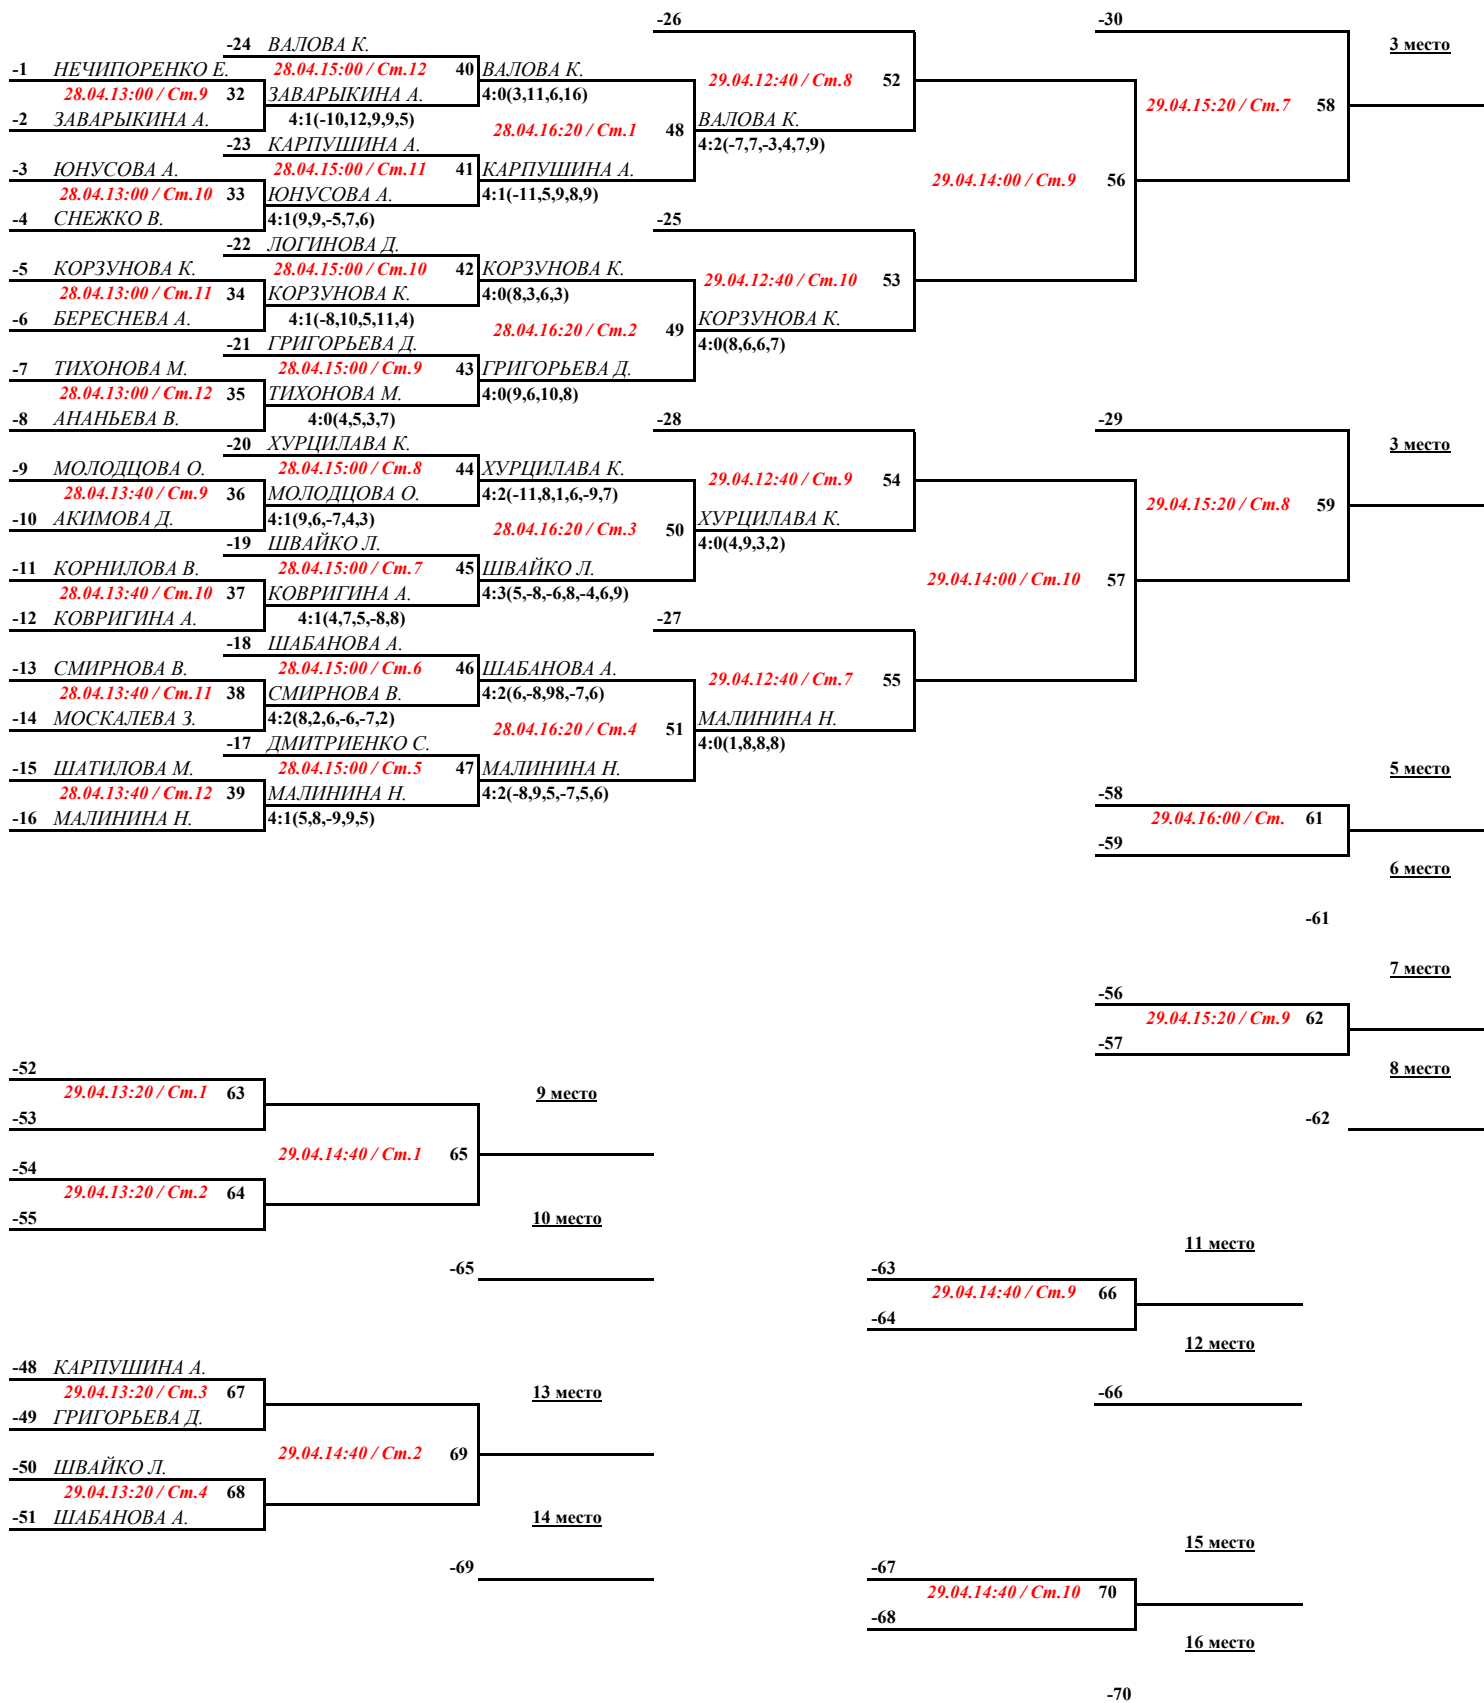 -26
-30
-24 ВАЛОВА К.
3 место
-1 НЕЧИПОРЕНКО Е. 28.04.15:00 / Ст.12 40 ВАЛОВА К.
29.04.12:40 / Ст.8 52
28.04.13:00 / Ст.9 32 ЗАВАРЫКИНА А. 4:0(3,11,6,16)
29.04.15:20 / Ст.7 58
-2 ЗАВАРЫКИНА А. 4:1(-10,12,9,9,5) ВАЛОВА К.
28.04.16:20 / Ст.1 48
-23 КАРПУШИНА А. 4:2(-7,7,-3,4,7,9)
-3 ЮНУСОВА А. 28.04.15:00 / Ст.11 41 КАРПУШИНА А.
29.04.14:00 / Ст.9 56
28.04.13:00 / Ст.10 33 ЮНУСОВА А. 4:1(-11,5,9,8,9)
-4 СНЕЖКО В. 4:1(9,9,-5,7,6) -25
-22 ЛОГИНОВА Д.
-5 КОРЗУНОВА К. 28.04.15:00 / Ст.10 42 КОРЗУНОВА К.
29.04.12:40 / Ст.10 53
28.04.13:00 / Ст.11 34 КОРЗУНОВА К. 4:0(8,3,6,3)
-6 БЕРЕСНЕВА А. 4:1(-8,10,5,11,4) КОРЗУНОВА К.
28.04.16:20 / Ст.2 49
-21 ГРИГОРЬЕВА Д. 4:0(8,6,6,7)
-7 ТИХОНОВА М. 28.04.15:00 / Ст.9 43 ГРИГОРЬЕВА Д.
28.04.13:00 / Ст.12 35 ТИХОНОВА М. 4:0(9,6,10,8)
-8 АНАНЬЕВА В. 4:0(4,5,3,7) -28 -29
-20 ХУРЦИЛАВА К. 3 место
-9 МОЛОДЦОВА О. 28.04.15:00 / Ст.8 44 ХУРЦИЛАВА К.
29.04.12:40 / Ст.9 54
28.04.13:40 / Ст.9 36 МОЛОДЦОВА О. 4:2(-11,8,1,6,-9,7)
29.04.15:20 / Ст.8 59
-10 АКИМОВА Д. 4:1(9,6,-7,4,3) ХУРЦИЛАВА К.
28.04.16:20 / Ст.3 50
-19 ШВАЙКО Л. 4:0(4,9,3,2)
-11 КОРНИЛОВА В. 28.04.15:00 / Ст.7 45 ШВАЙКО Л.
29.04.14:00 / Ст.10 57
28.04.13:40 / Ст.10 37 КОВРИГИНА А. 4:3(5,-8,-6,8,-4,6,9)
-12 КОВРИГИНА А. 4:1(4,7,5,-8,8) -27
-18 ШАБАНОВА А.
-13 СМИРНОВА В. 28.04.15:00 / Ст.6 46 ШАБАНОВА А.
29.04.12:40 / Ст.7 55
28.04.13:40 / Ст.11 38 СМИРНОВА В. 4:2(6,-8,98,-7,6)
-14 МОСКАЛЕВА З. 4:2(8,2,6,-6,-7,2) МАЛИНИНА Н.
28.04.16:20 / Ст.4 51
-17 ДМИТРИЕНКО С. 4:0(1,8,8,8)
-15 ШАТИЛОВА М. 28.04.15:00 / Ст.5 47 МАЛИНИНА Н. 5 место
28.04.13:40 / Ст.12 39 МАЛИНИНА Н. 4:2(-8,9,5,-7,5,6) -58
-16 МАЛИНИНА Н. 4:1(5,8,-9,9,5) 29.04.16:00 / Ст. 61
-59
6 место
-61
7 место
-56
29.04.15:20 / Ст.9 62
-57
-52 8 место
29.04.13:20 / Ст.1 63 9 место
-53 -62
29.04.14:40 / Ст.1 65
-54
29.04.13:20 / Ст.2 64
-55 10 место
11 место
-65 -63
29.04.14:40 / Ст.9 66
-64
12 место
-48 КАРПУШИНА А.
29.04.13:20 / Ст.3 67 13 место -66
-49 ГРИГОРЬЕВА Д.
29.04.14:40 / Ст.2 69
-50 ШВАЙКО Л.
29.04.13:20 / Ст.4 68
-51 ШАБАНОВА А. 14 место
15 место
-69 -67
29.04.14:40 / Ст.10 70
-68
16 место
-70